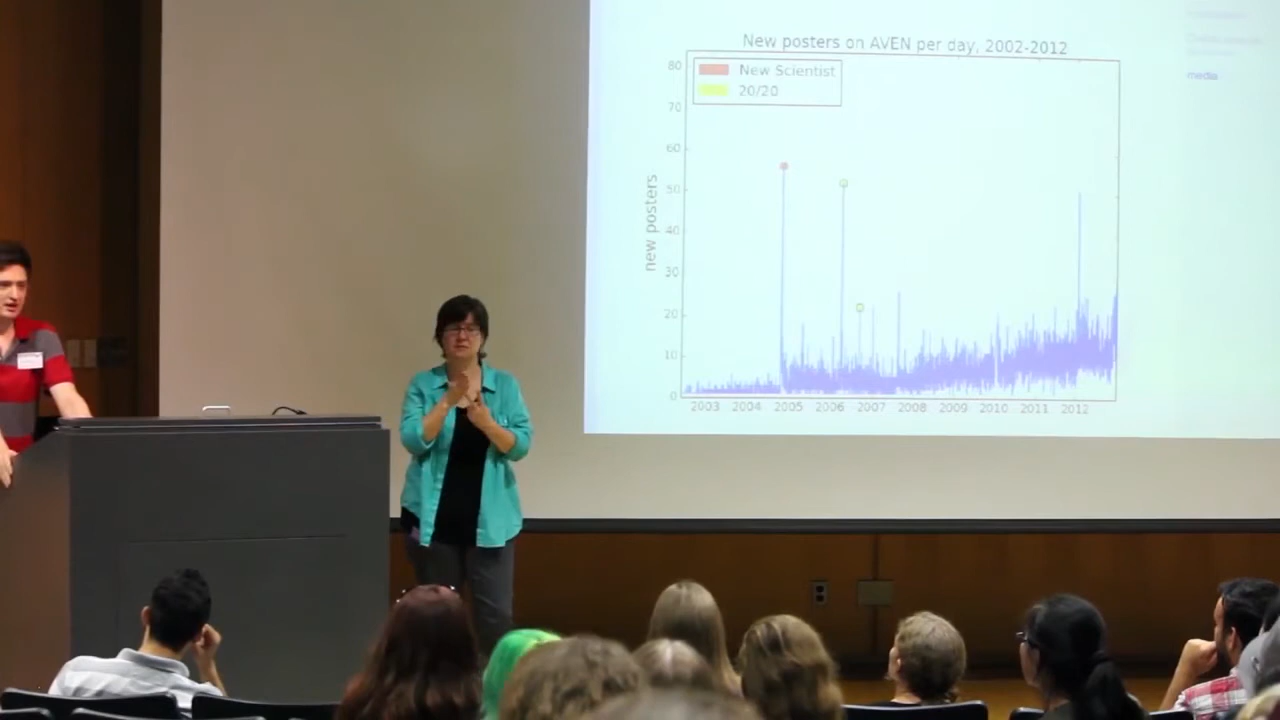 New posters on AVEN per day, 2002-2012
New Scientist
20/20
80
70
60
50
40
30
20
10
0
new posters
2003 2004 2005 2006 2007 2008 2009 2010 2011 2012
media